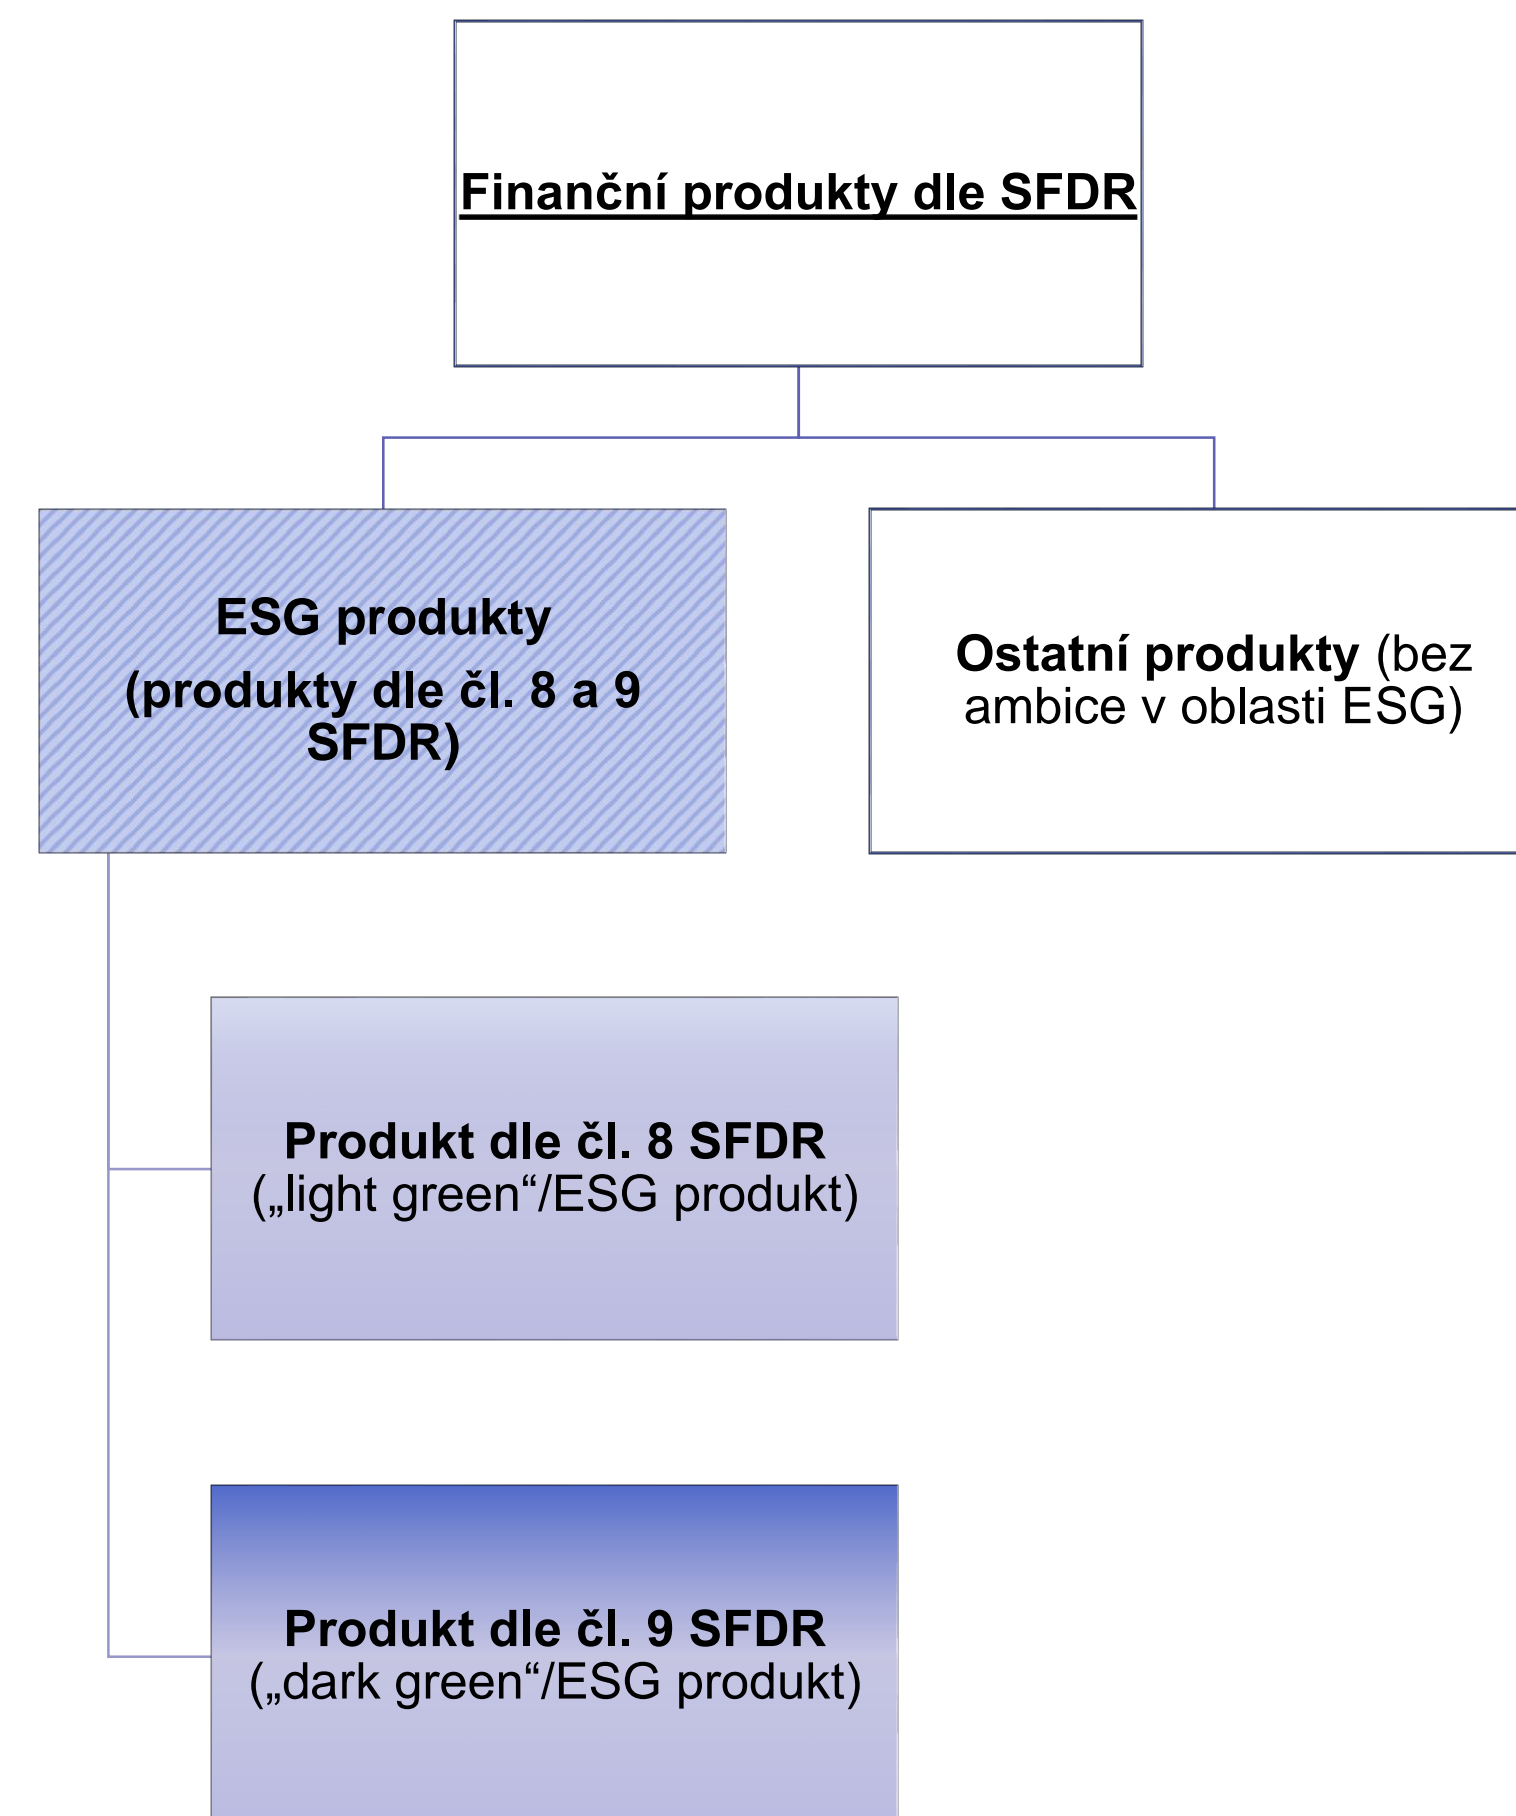 Finanční produkty dle SFDR
ESG produkty
(produkty dle čl. 8 a 9
SFDR)
Ostatní produkty (bez
ambice v oblasti ESG)
Produkt dle čl. 8 SFDR
(„light green“/ESG produkt)
Produkt dle čl. 9 SFDR
(„dark green“/ESG produkt)